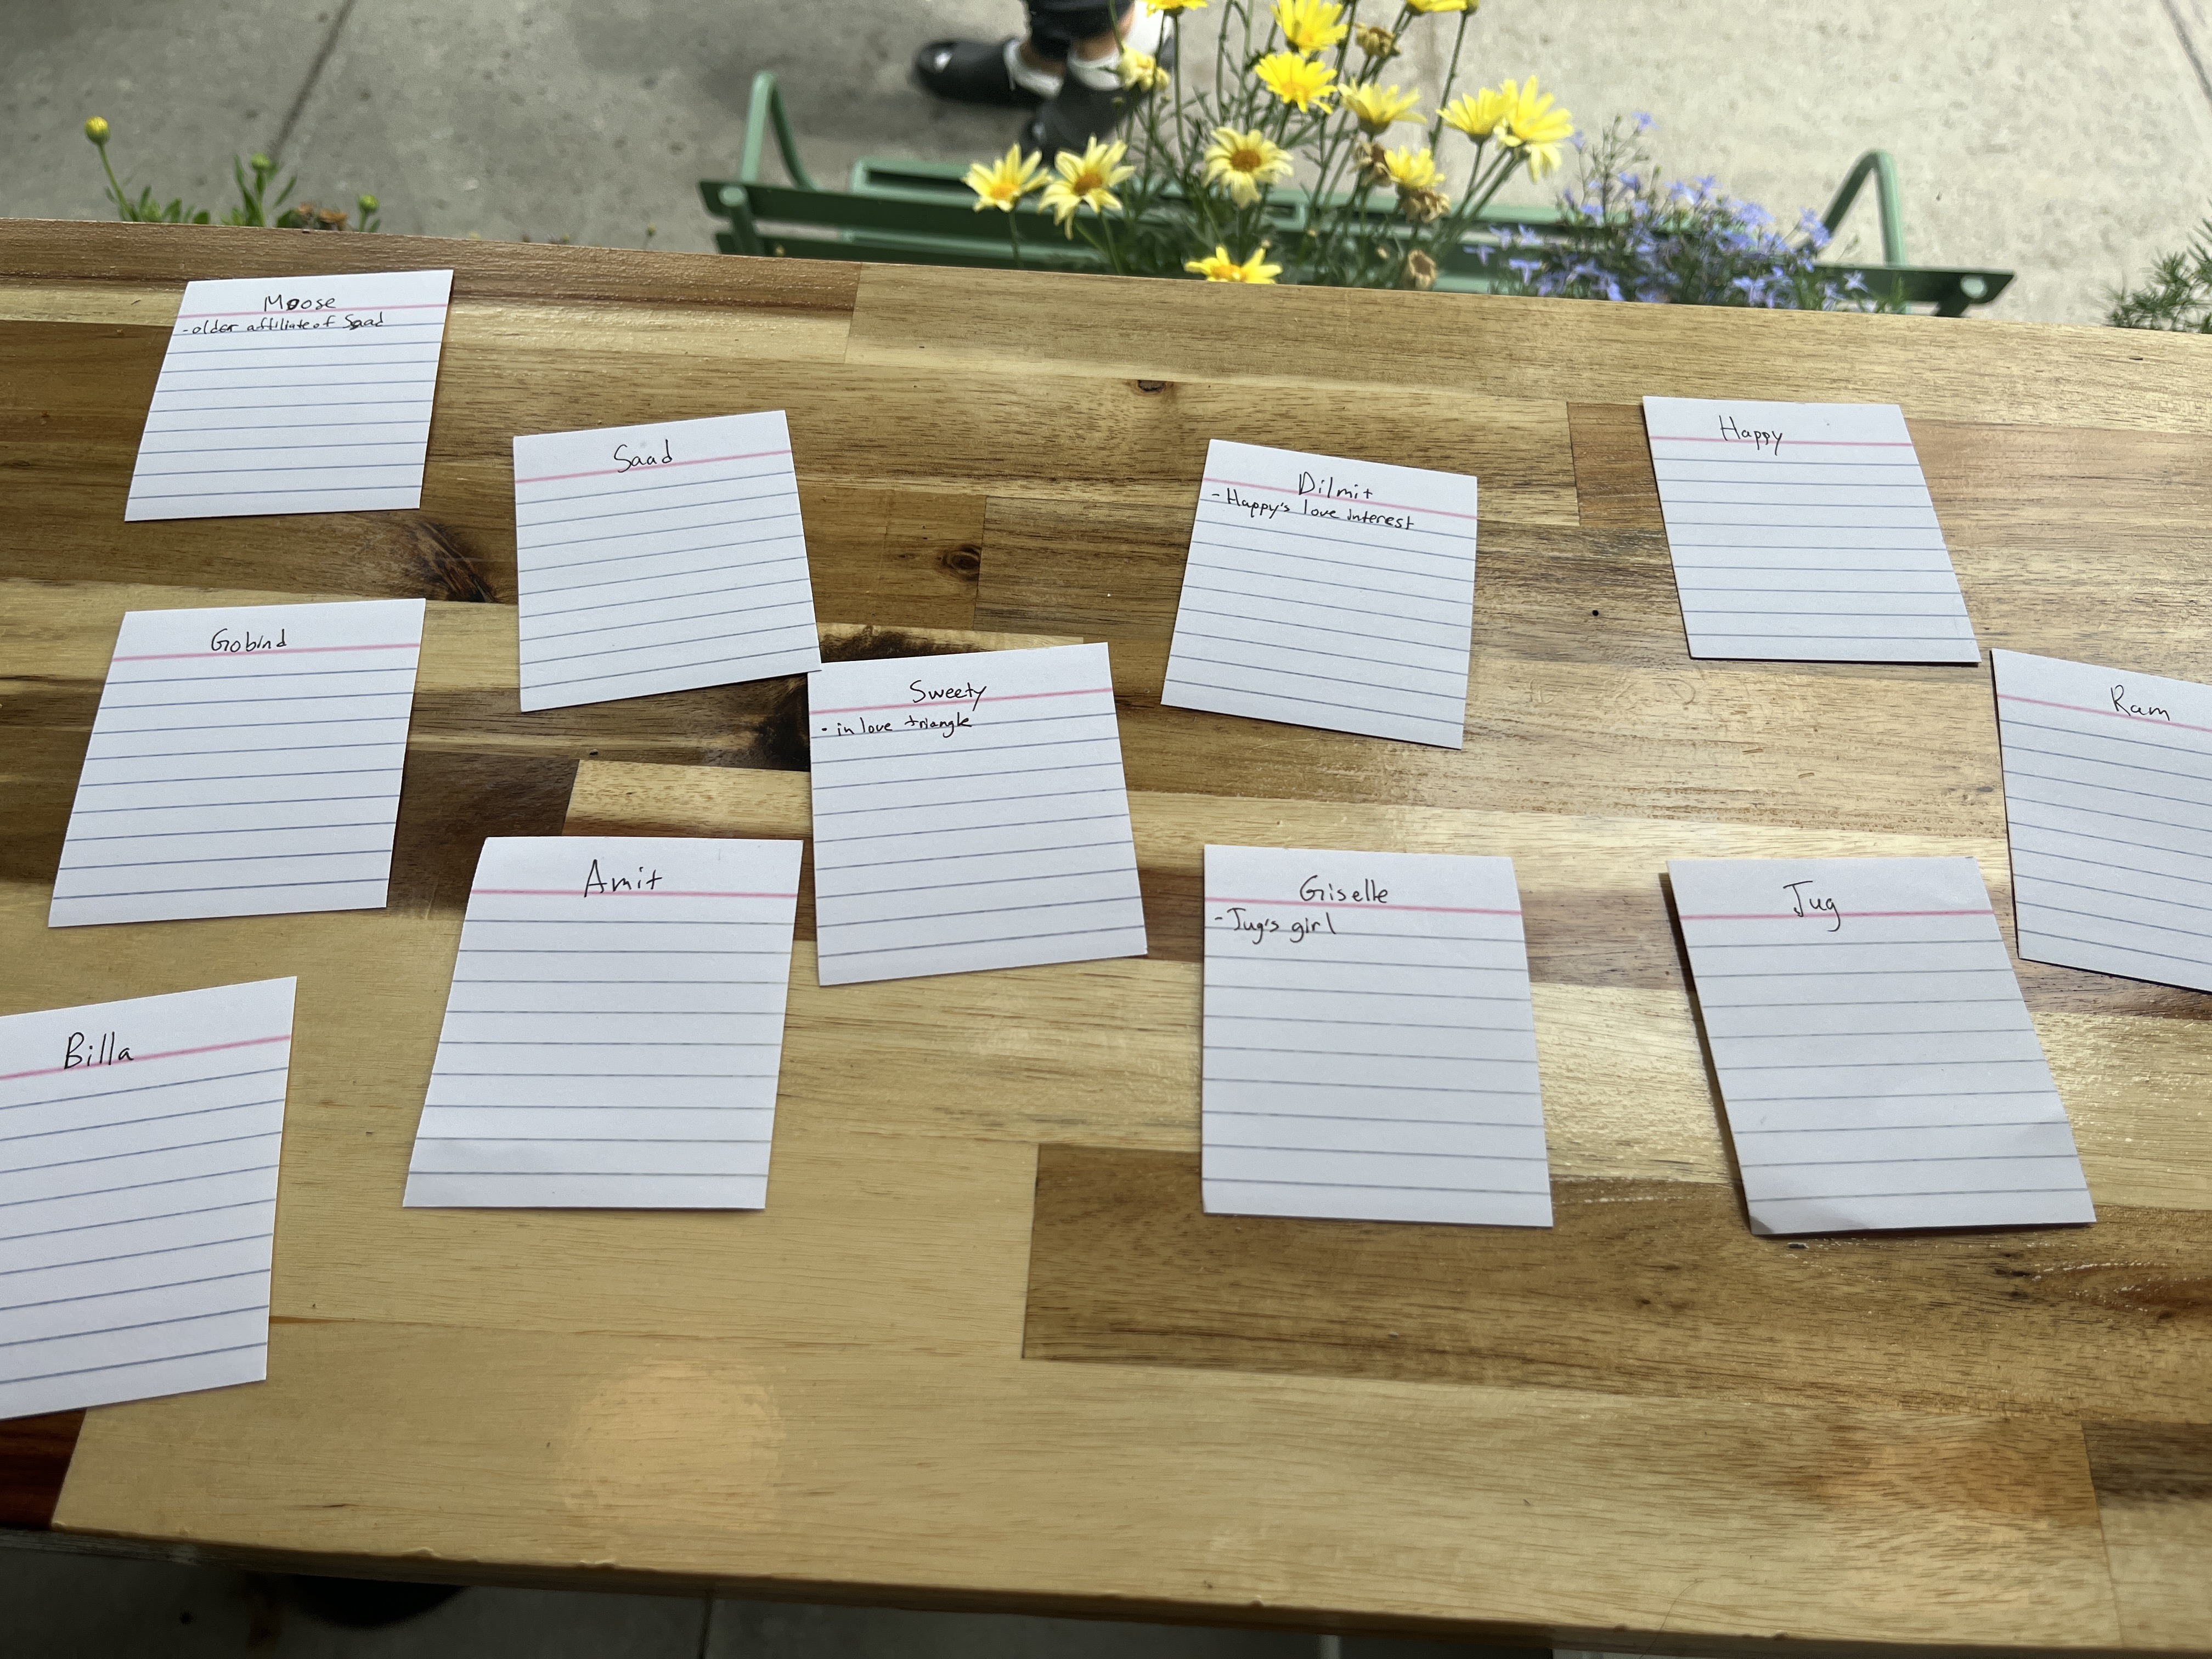 Moose
- older affiliate of Saad
Saad
Dilmit
- Happy's love interest
Happy
Gobind
Sweety
- in love triangle
Ram
Amit
Giselle
- Jug's girl
Jug
Billa